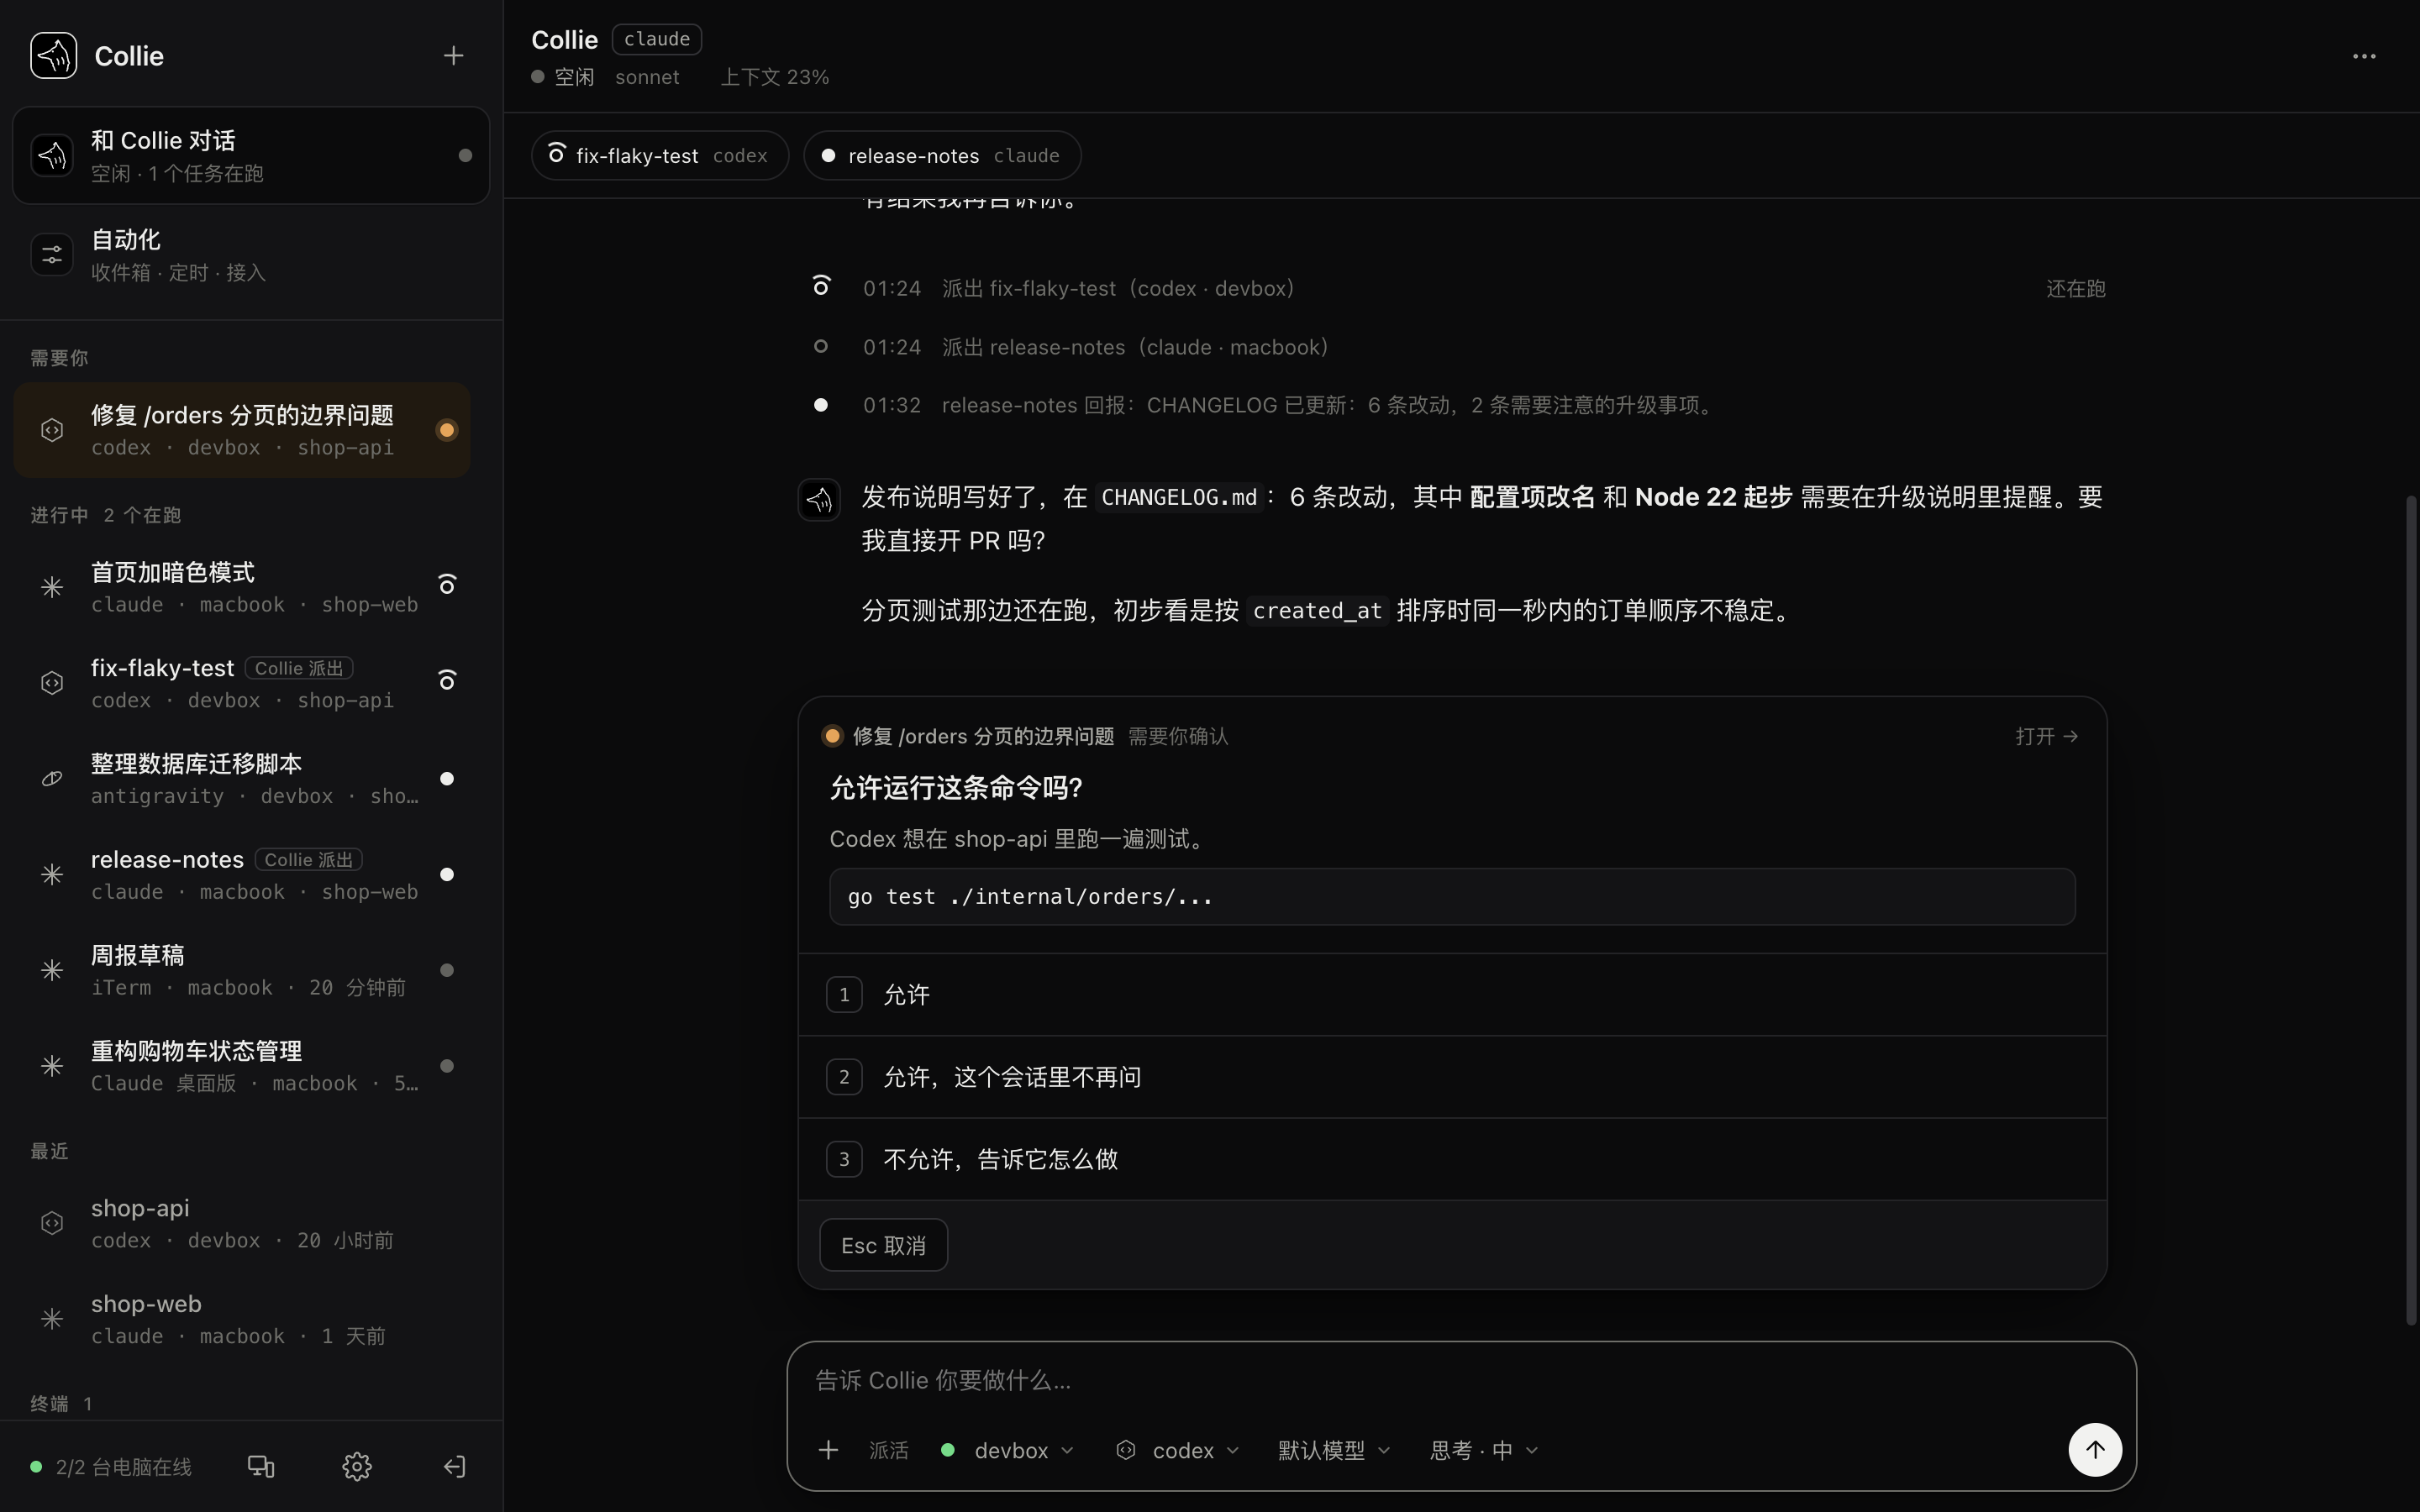 Collie
和 Collie 对话
空闲 · 1 个任务在跑
自动化
收件箱 · 定时 · 接入
需要你
修复 /orders 分页的边界问题
codex · devbox · shop-api
进行中 2 个在跑
首页加暗色模式
claude · macbook · shop-web
fix-flaky-test Collie 派出
codex · devbox · shop-api
整理数据库迁移脚本
antigravity · devbox · sho…
release-notes Collie 派出
claude · macbook · shop-web
周报草稿
iTerm · macbook · 20 分钟前
重构购物车状态管理
Claude 桌面版 · macbook · 5…
最近
shop-api
codex · devbox · 20 小时前
shop-web
claude · macbook · 1 天前
终端 1
2/2 台电脑在线
Collie claude
空闲 sonnet 上下文 23%
fix-flaky-test codex
release-notes claude
有结果我再告诉你。
01:24 派出 fix-flaky-test（codex · devbox） 还在跑
01:24 派出 release-notes（claude · macbook）
01:32 release-notes 回报：CHANGELOG 已更新：6 条改动，2 条需要注意的升级事项。
发布说明写好了，在 CHANGELOG.md：6 条改动，其中 配置项改名 和 Node 22 起步 需要在升级说明里提醒。要
我直接开 PR 吗？
分页测试那边还在跑，初步看是按 created_at 排序时同一秒内的订单顺序不稳定。
修复 /orders 分页的边界问题 需要你确认 打开 →
允许运行这条命令吗？
Codex 想在 shop-api 里跑一遍测试。
go test ./internal/orders/...
1 允许
2 允许，这个会话里不再问
3 不允许，告诉它怎么做
Esc 取消
告诉 Collie 你要做什么…
派活 devbox codex 默认模型 思考 · 中